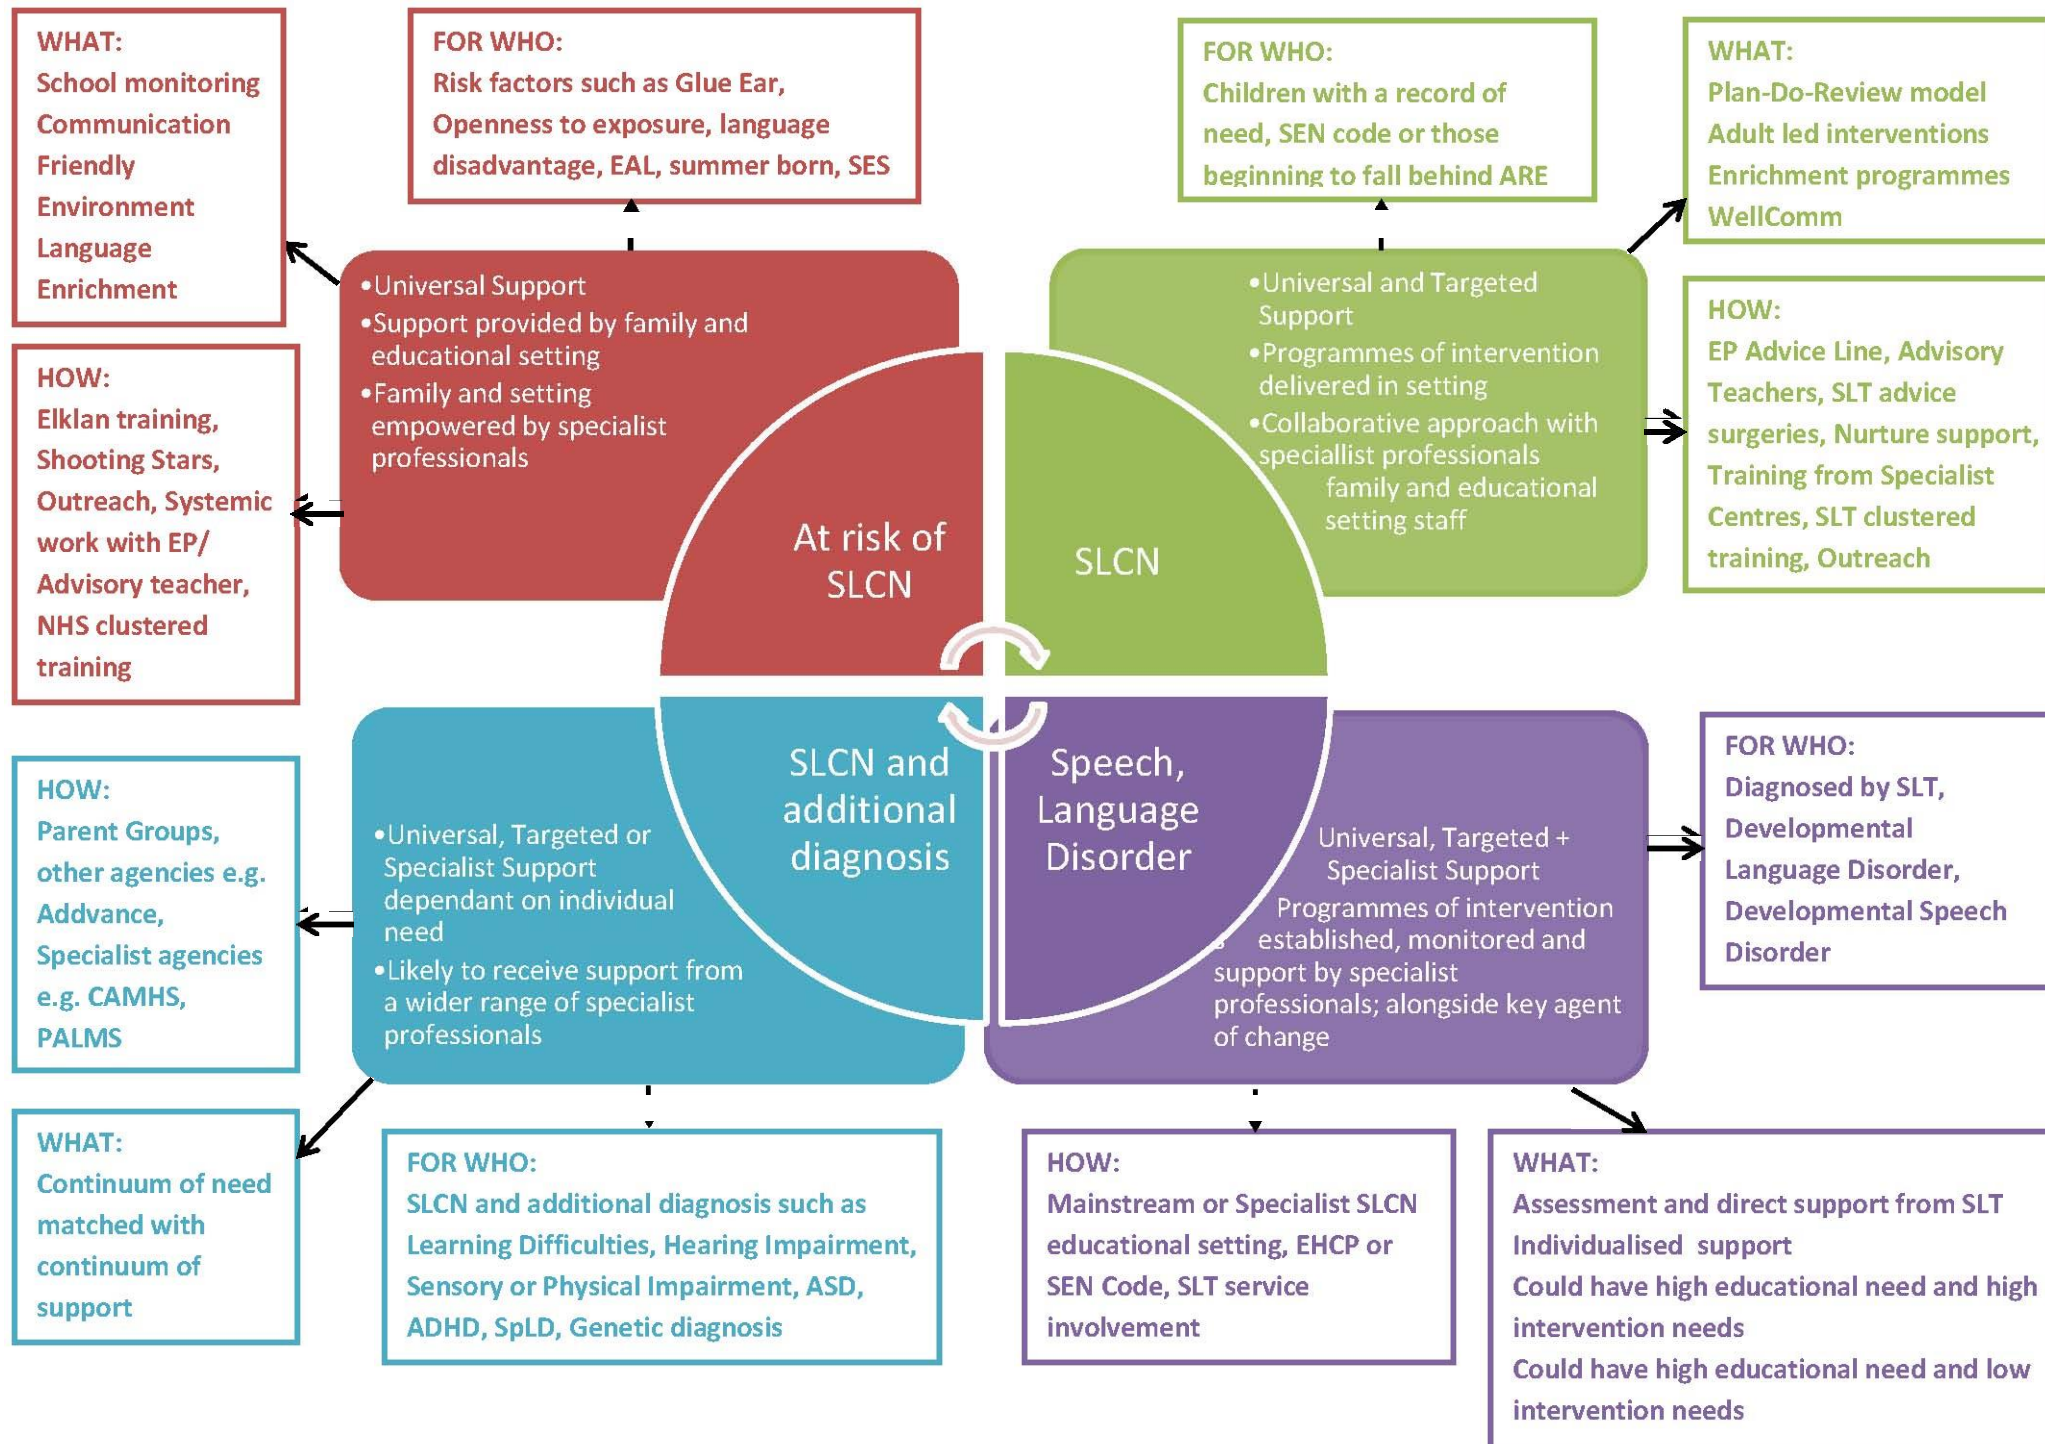 WHAT:
School monitoring
Communication
Friendly
Environment
Language
Enrichment
FOR WHO:
Risk factors such as Glue Ear,
Openness to exposure, language
disadvantage, EAL, summer born, SES
FOR WHO:
Children with a record of
need, SEN code or those
beginning to fall behind ARE
WHAT:
Plan-Do-Review model
Adult led interventions
Enrichment programmes
WellComm
•Universal Support
•Support provided by family and
educational setting
•Family and setting
empowered by specialist
professionals
•Universal and Targeted
Support
•Programmes of intervention
delivered in setting
•Collaborative approach with
speciallist professionals
family and educational
setting staff
HOW:
Elklan training,
Shooting Stars,
Outreach, Systemic
work with EP/
Advisory teacher,
NHS clustered
training
HOW:
EP Advice Line, Advisory
Teachers, SLT advice
surgeries, Nurture support,
Training from Specialist
Centres, SLT clustered
training, Outreach
At risk of
SLCN
SLCN
SLCN and
additional
diagnosis
Speech,
Language
Disorder
HOW:
Parent Groups,
other agencies e.g.
Addvance,
Specialist agencies
e.g. CAMHS,
PALMS
•Universal, Targeted or
Specialist Support
dependant on individual
need
•Likely to receive support from
a wider range of specialist
professionals
Universal, Targeted +
Specialist Support
Programmes of intervention
s established, monitored and
support by specialist
professionals; alongside key agent
of change
FOR WHO:
Diagnosed by SLT,
Developmental
Language Disorder,
Developmental Speech
Disorder
WHAT:
Continuum of need
matched with
continuum of
support
FOR WHO:
SLCN and additional diagnosis such as
Learning Difficulties, Hearing Impairment,
Sensory or Physical Impairment, ASD,
ADHD, SpLD, Genetic diagnosis
HOW:
Mainstream or Specialist SLCN
educational setting, EHCP or
SEN Code, SLT service
involvement
WHAT:
Assessment and direct support from SLT
Individualised support
Could have high educational need and high
intervention needs
Could have high educational need and low
intervention needs